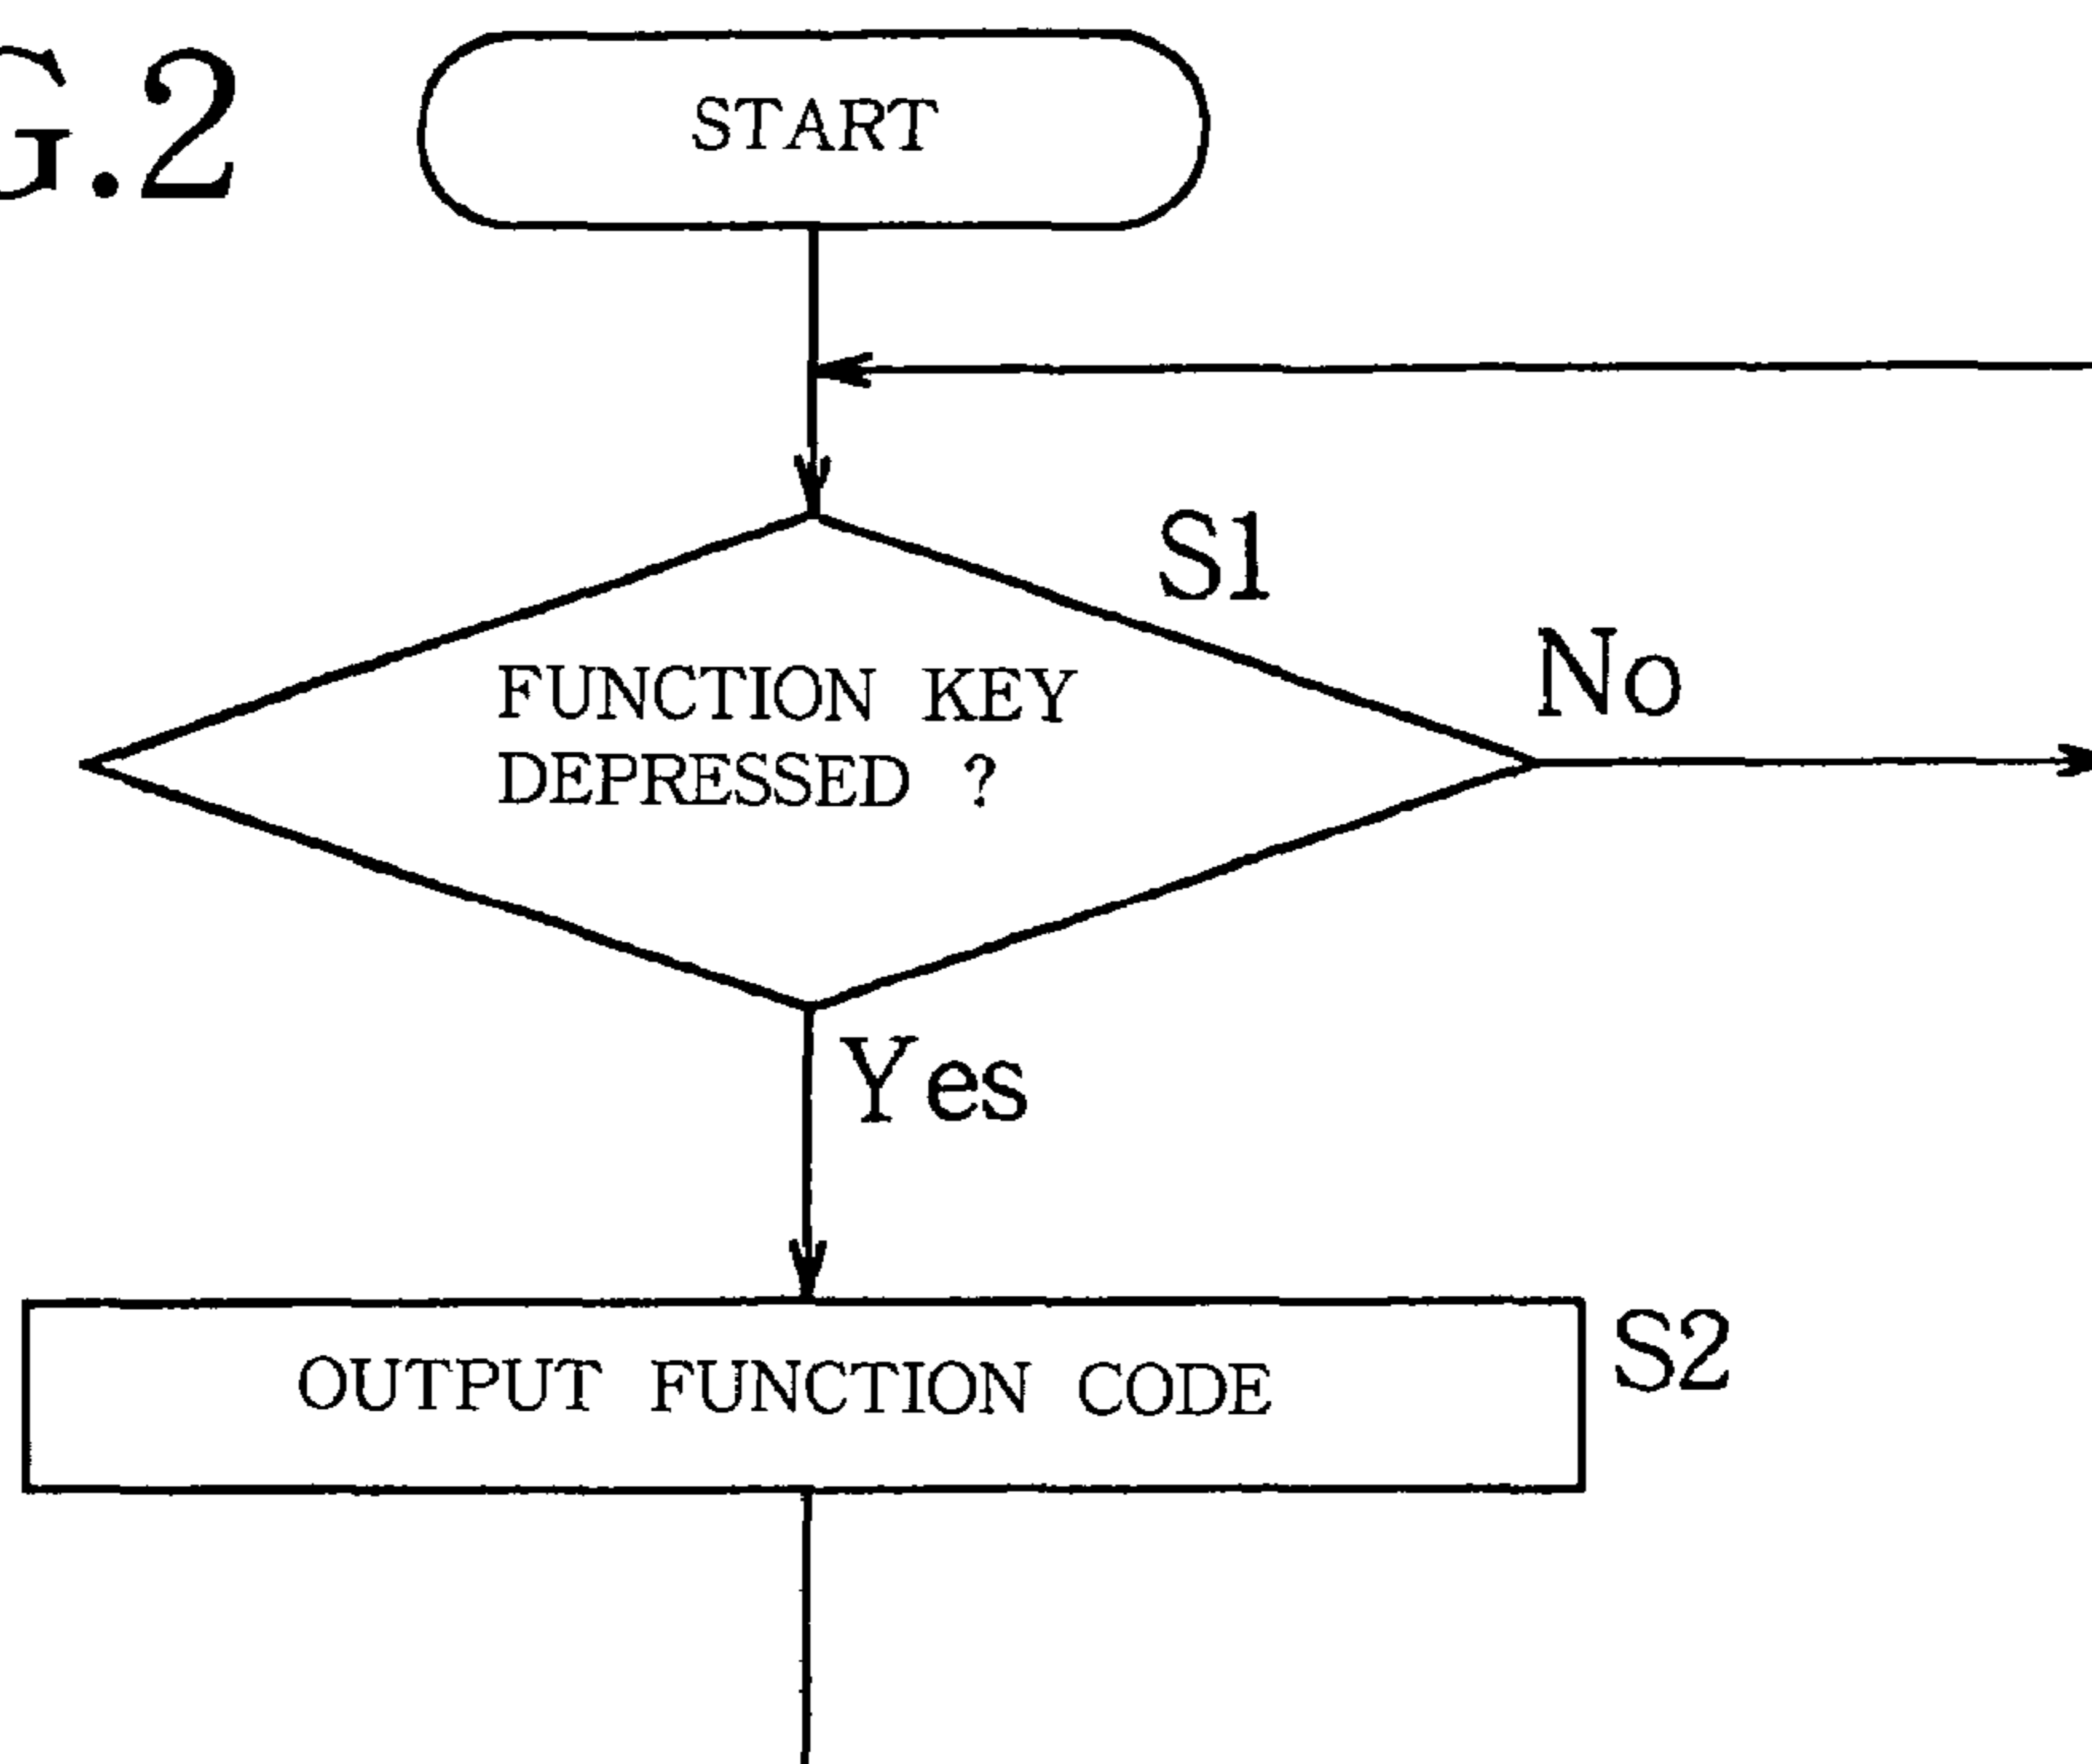 G.2
START
S1
No
FUNCTION KEY
DEPRESSED ?
Yes
OUTPUT FUNCTION CODE
S2